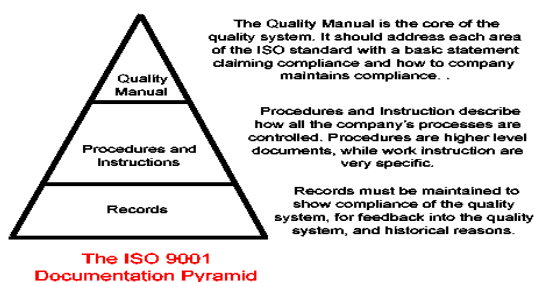 The Quality Manual is the core of the
quality system. It should address each area
of the ISO standard with a basic statement
claiming compliance and how to company
maintains compliance. .
Quality
Manual
Procedures and Instruction describe
how all the company's processes are
controlled. Procedures are higher level
documents, while work instruction are
very specific.
Procedures and
Instructions
Records must be maintained to
show compliance of the quality
system, for feedback into the quality
system, and historical reasons.
Records
The ISO 9001
Documentation Pyramid